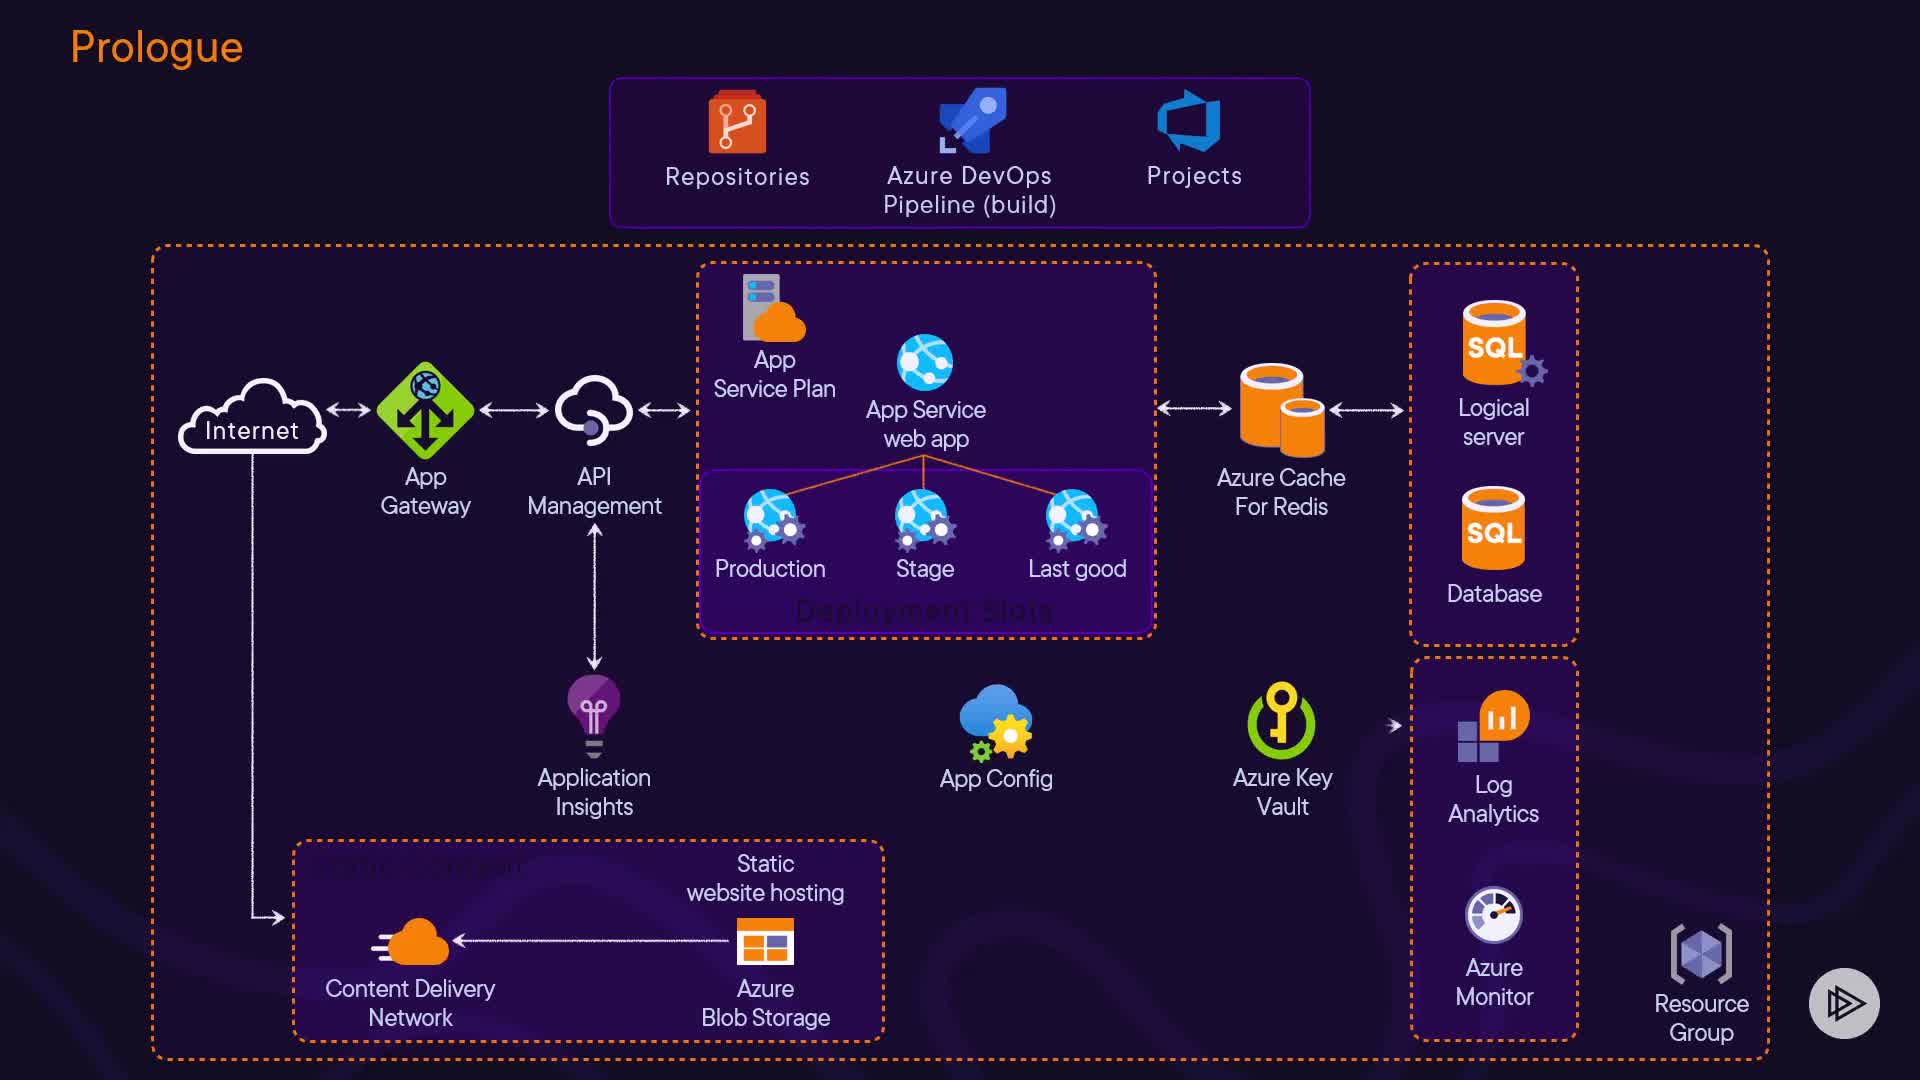 Prologue
Repositories
Azure DevOps
Pipeline (build)
Projects
App
Service Plan
App Service
web app
Internet
App
Gateway
API
Management
Production
Stage
Last good
Deployment Slots
Azure Cache
For Redis
SQL
Logical
server
SQL
Database
Application
Insights
App Config
Azure Key
Vault
Log
Analytics
Azure
Monitor
Static
website hosting
Content Delivery
Network
Azure
Blob Storage
Resource
Group